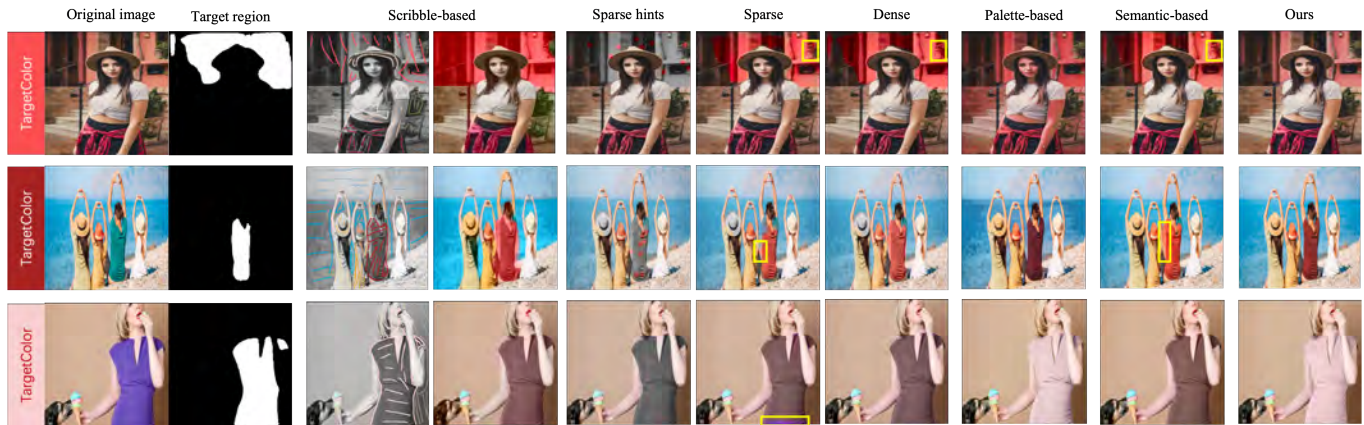 Original image Target region Scribble-based Sparse hints Sparse Dense Palette-based Semantic-based Ours
TargetColor
TargetColor
TargetColor